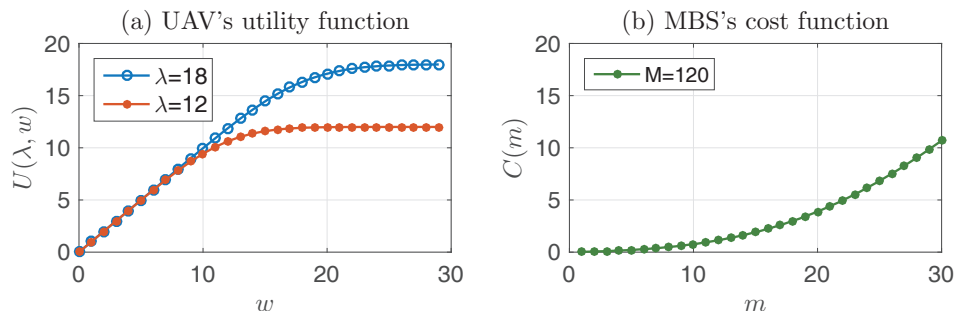 (a) UAV's utility function
U(λ, w)
20
15
10
5
0
λ=18
λ=12
0 10 20 30
w
(b) MBS's cost function
C(m)
20
15
10
5
0
M=120
0 10 20 30
m